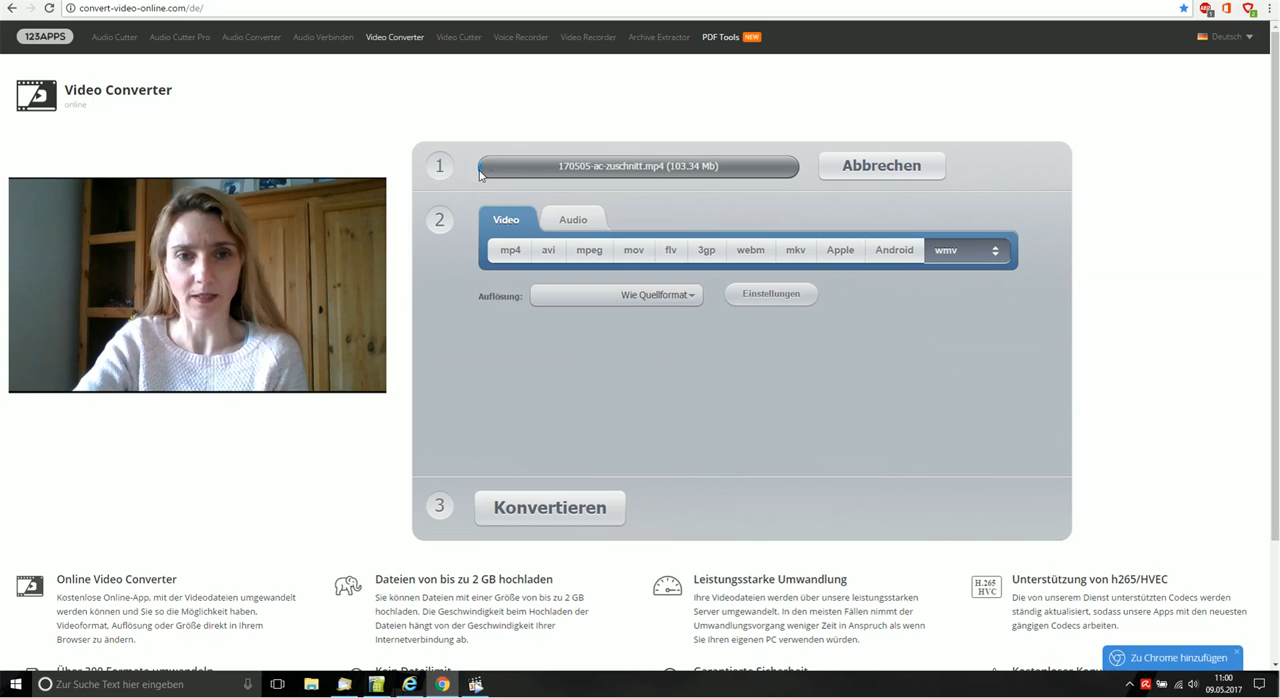 convert-video-online.com/de/
123APPS
Audio Cutter
Audio Cutter Pro
Audio Converter
Audio Verbinden
Video Converter
Video Cutter
Voice Recorder
Video Recorder
Archive Extractor
PDF Tools NEW
Deutsch
Video Converter
online
1
170505-ac-zuschnitt.mp4 (103.34 Mb)
Abbrechen
2
Video
Audio
mp4
avi
mpeg
mov
flv
3gp
webm
mkv
Apple
Android
wmv
Auflösung:
Wie Quellformat
Einstellungen
3
Konvertieren
Online Video Converter
Kostenlose Online-App, mit der Videodateien umgewandelt
werden können und Sie so die Möglichkeit haben,
Videoformat, Auflösung oder Größe direkt in Ihrem
Browser zu ändern.
Dateien von bis zu 2 GB hochladen
Sie können Dateien mit einer Größe von bis zu 2 GB
hochladen. Die Geschwindigkeit beim Hochladen der
Dateien hängt von der Geschwindigkeit Ihrer
Internetverbindung ab.
Leistungsstarke Umwandlung
Ihre Videodateien werden über unsere leistungsstarken
Server umgewandelt. In den meisten Fällen nimmt der
Umwandlungsvorgang weniger Zeit in Anspruch als wenn
Sie Ihren eigenen PC verwenden würden.
H.265
HVC
Unterstützung von h265/HVEC
Die von unserem Dienst unterstützten Codecs werden
ständig aktualisiert, sodass unsere Apps mit den neuesten
gängigen Codecs arbeiten.
Über 300 Formate umwandeln
Kein Dateilimit
Garantierte Sicherheit
Zu Chrome hinzufügen
Zur Suche Text hier eingeben
11:00
09.05.2017